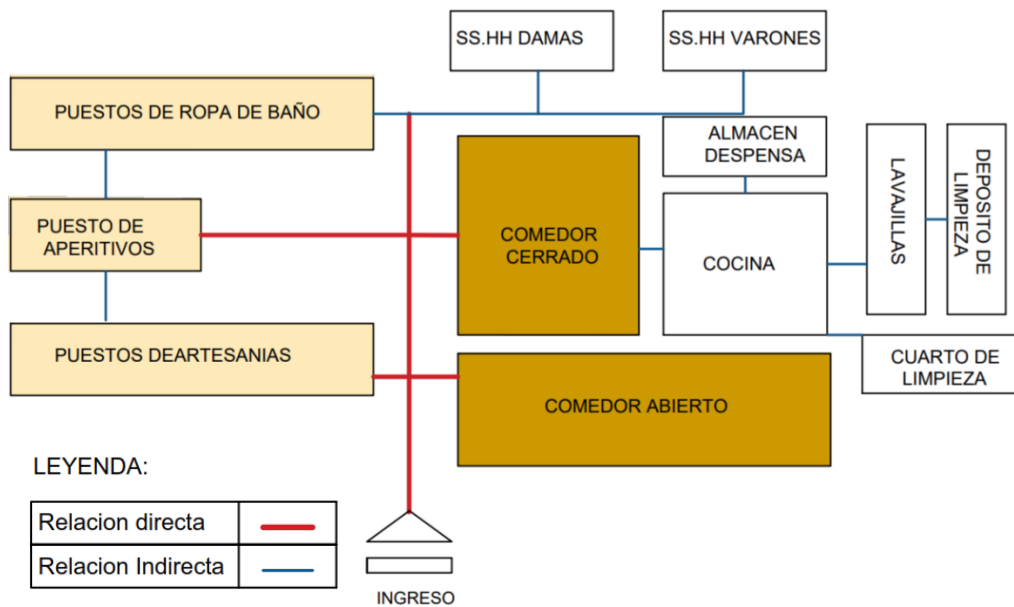 SS.HH DAMAS
SS.HH VARONES
PUESTOS DE ROPA DE BAÑO
ALMACEN
DESPENSA
LAVAJILLAS
DEPOSITO DE
LIMPIEZA
PUESTO DE
APERITIVOS
COMEDOR
CERRADO
COCINA
PUESTOS DEARTESANIAS
CUARTO DE
LIMPIEZA
COMEDOR ABIERTO
LEYENDA:
Relacion directa
Relacion Indirecta
INGRESO